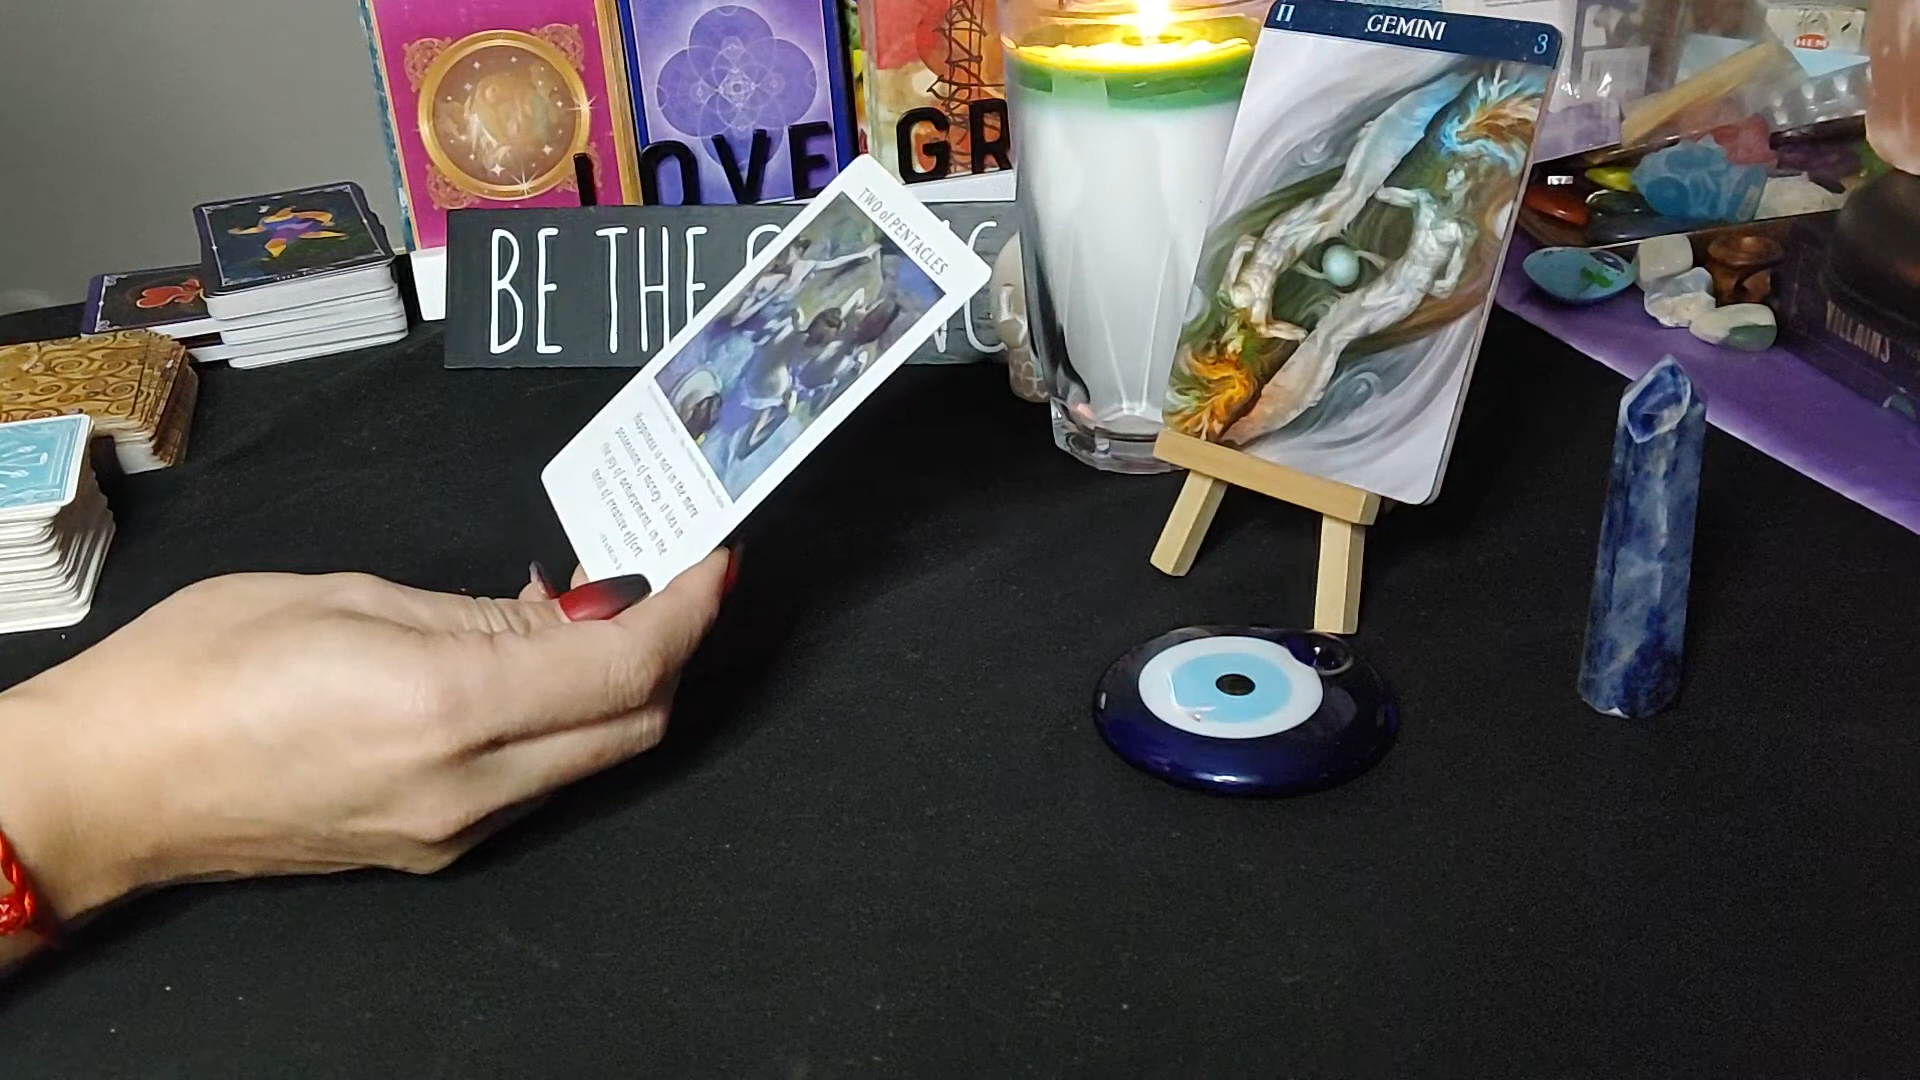 GEMINI
3
HEM
LOVE
GR
BE THE
TWO of PENTACLES
Happiness is not in the mere
possession of money; it lies in
the joy of achievement, in the
thrill of creative effort.
VILLAINS